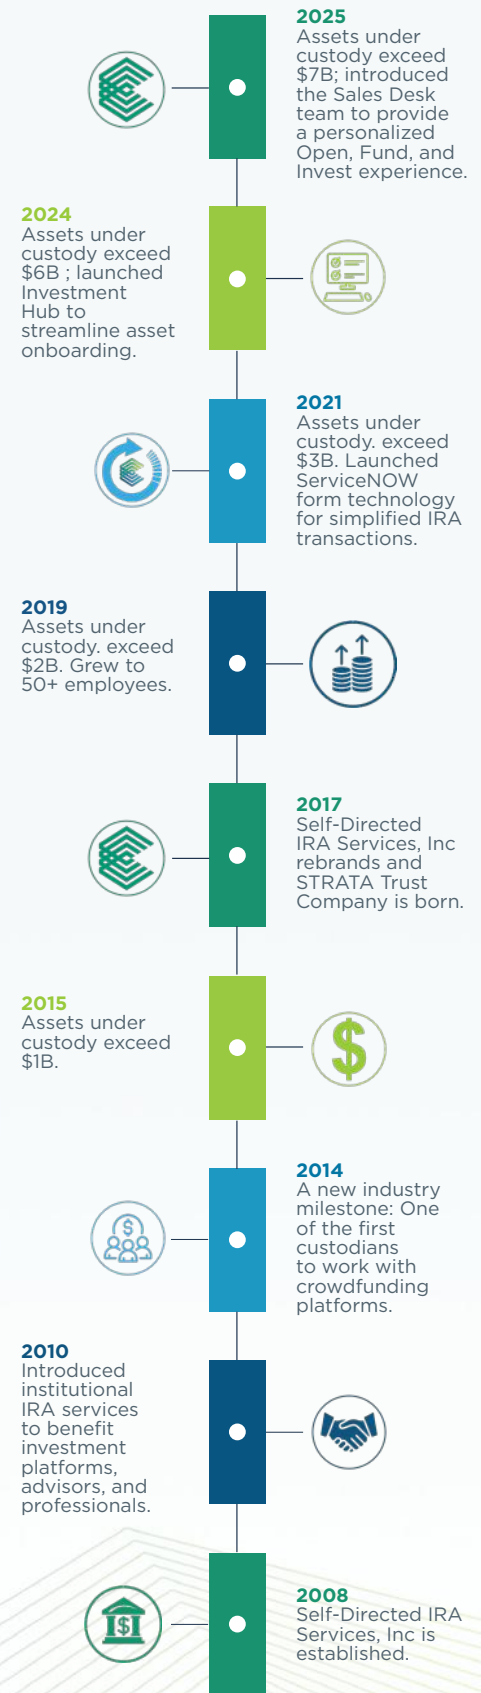 2025
Assets under
custody exceed
$7B; introduced
the Sales Desk
team to provide
a personalized
Open, Fund, and
Invest experience.
2024
Assets under
custody exceed
$6B ; launched
Investment
Hub to
streamline asset
onboarding.
2021
Assets under
custody. exceed
$3B. Launched
ServiceNOW
form technology
for simplified IRA
transactions.
2019
Assets under
custody. exceed
$2B. Grew to
50+ employees.
2017
Self-Directed
IRA Services, Inc
rebrands and
STRATA Trust
Company is born.
2015
Assets under
custody exceed
$1B.
$
2014
A new industry
milestone: One
of the first
custodians
to work with
crowdfunding
platforms.
$
2010
Introduced
institutional
IRA services
to benefit
investment
platforms,
advisors, and
professionals.
2008
Self-Directed IRA
Services, Inc is
established.
$